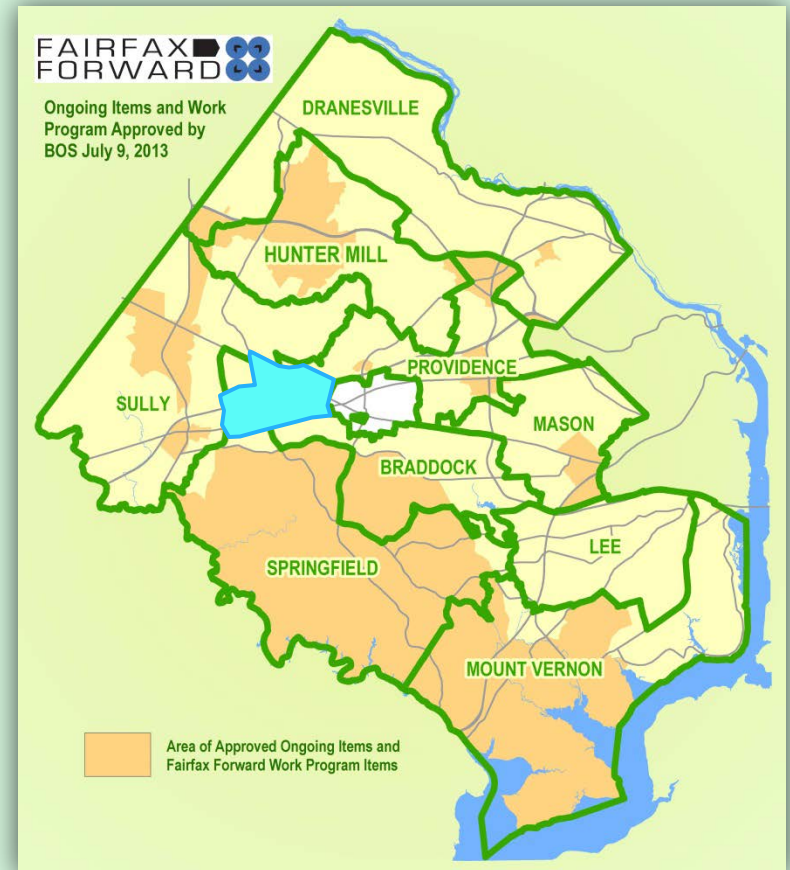 FAIRFAX
FORWARD
Ongoing Items and Work
Program Approved by
BOS July 9, 2013
DRANESVILLE
HUNTER MILL
PROVIDENCE
SULLY
MASON
BRADDOCK
LEE
SPRINGFIELD
MOUNT VERNON
Area of Approved Ongoing Items and
Fairfax Forward Work Program Items